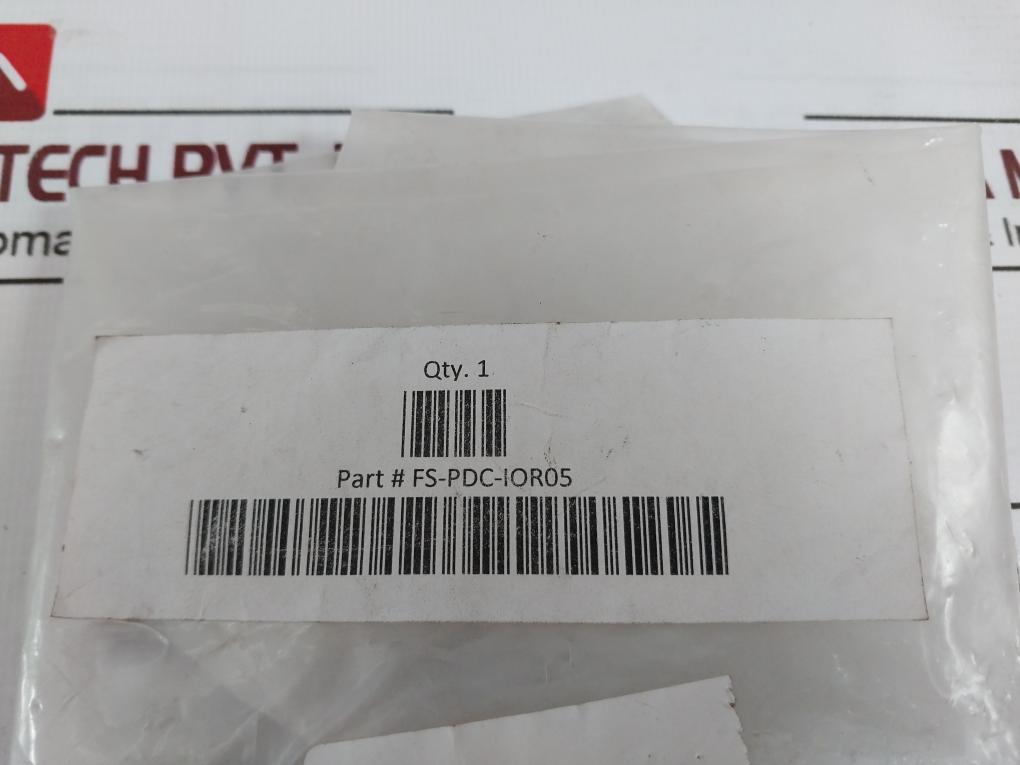 TECH PVT
oma
Qty. 1
Part # FS-PDC-IOR05